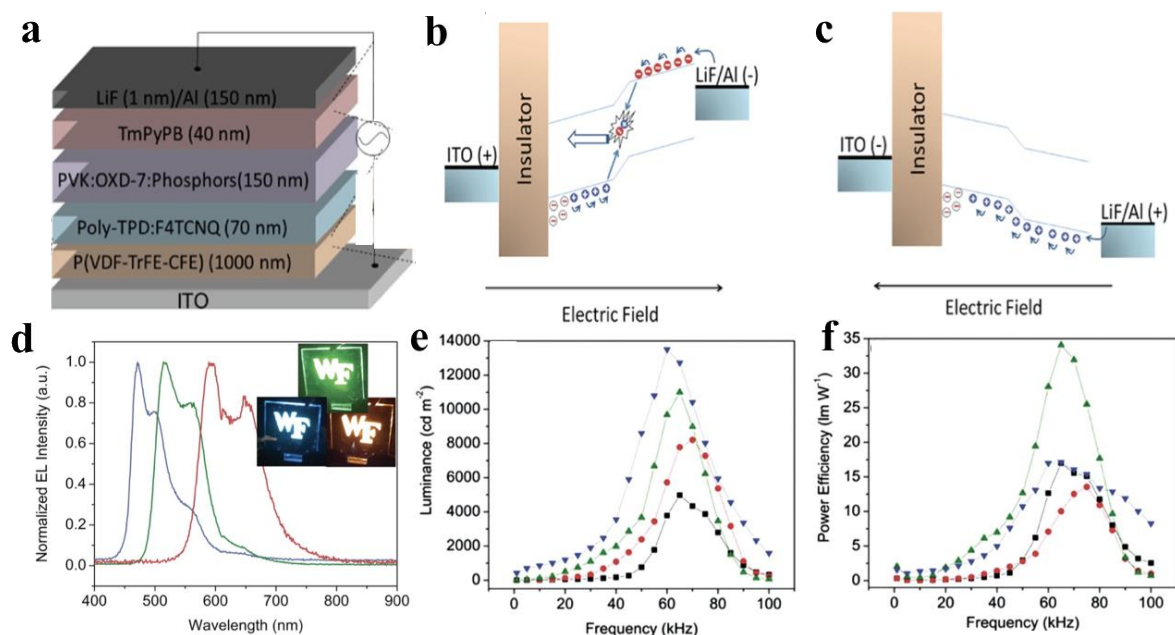 a
LiF (1 nm)/Al (150 nm)
TmPyPB (40 nm)
PVK:OXD-7:Phosphors(150 nm)
Poly-TPD:F4TCNQ (70 nm)
P(VDF-TrFE-CFE) (1000 nm)
ITO
b
ITO (+)
Insulator
LiF/Al (-)
Electric Field
c
ITO (-)
Insulator
LiF/Al (+)
Electric Field
d
Normalized EL Intensity (a.u.)
1.0
0.8
0.6
0.4
0.2
0.0
400 500 600 700 800 900
Wavelength (nm)
WF
WF
WF
e
Luminance (cd m⁻²)
14000
12000
10000
8000
6000
4000
2000
0
0 20 40 60 80 100
Frequency (kHz)
f
Power Efficiency (lm W⁻¹)
35
30
25
20
15
10
5
0
0 20 40 60 80 100
Frequency (kHz)